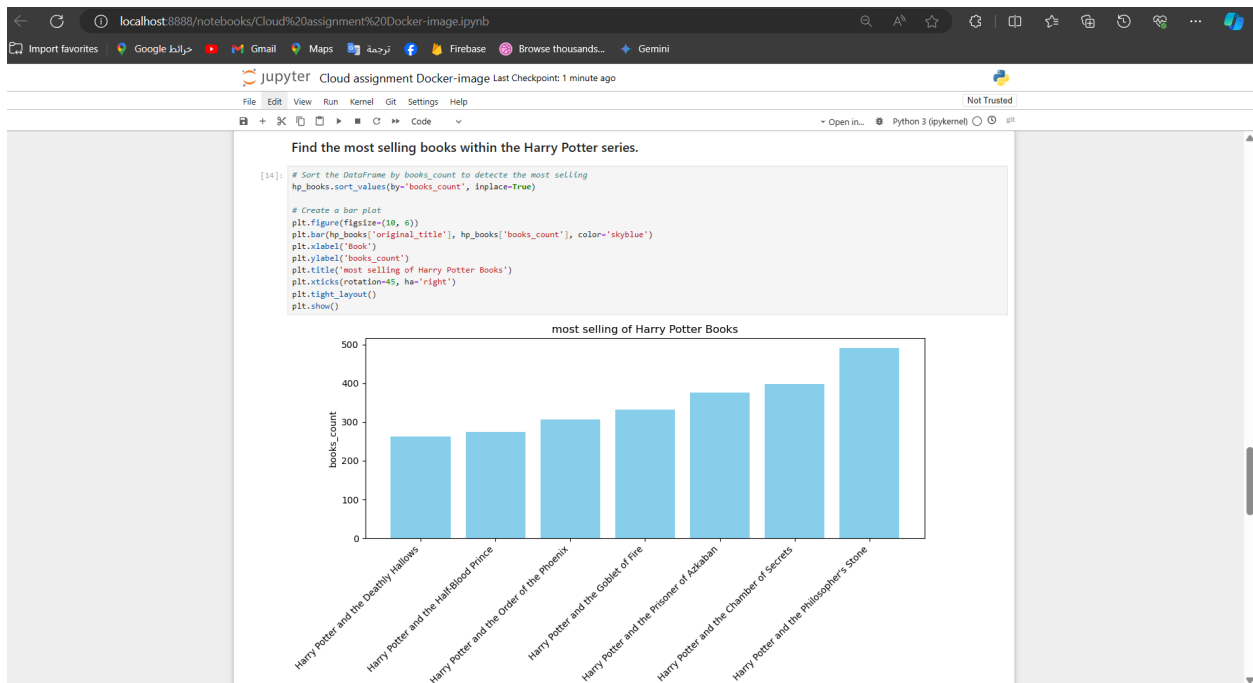 localhost:8888/notebooks/Cloud%20assignment%20Docker-image.ipynb
Import favorites Google خرائط Gmail Maps ترجمة Firebase Browse thousands... Gemini
jupyter Cloud assignment Docker-image Last Checkpoint: 1 minute ago
File Edit View Run Kernel Git Settings Help Not Trusted
Code Open in... Python 3 (ipykernel) git
Find the most selling books within the Harry Potter series.
[14]: # Sort the DataFrame by books_count to detecte the most selling
hp_books.sort_values(by='books_count', inplace=True)
# Create a bar plot
plt.figure(figsize=(10, 6))
plt.bar(hp_books['original_title'], hp_books['books_count'], color='skyblue')
plt.xlabel('Book')
plt.ylabel('books_count')
plt.title('most selling of Harry Potter Books')
plt.xticks(rotation=45, ha='right')
plt.tight_layout()
plt.show()
most selling of Harry Potter Books
500
400
300
200
100
0
books_count
Harry Potter and the Deathly Hallows
Harry Potter and the Half-Blood Prince
Harry Potter and the Order of the Phoenix
Harry Potter and the Goblet of Fire
Harry Potter and the Prisoner of Azkaban
Harry Potter and the Chamber of Secrets
Harry Potter and the Philosopher's Stone